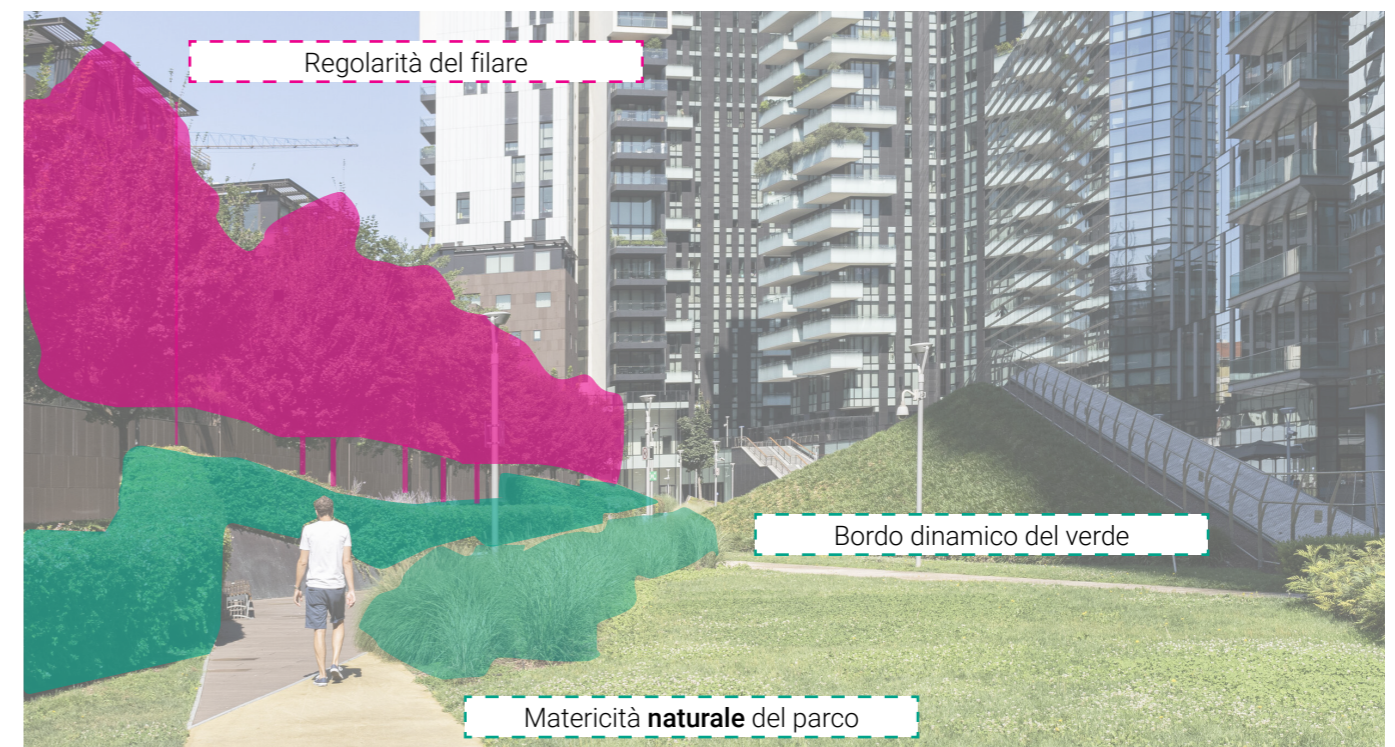 Regolarità del filare
Bordo dinamico del verde
Matericità naturale del parco